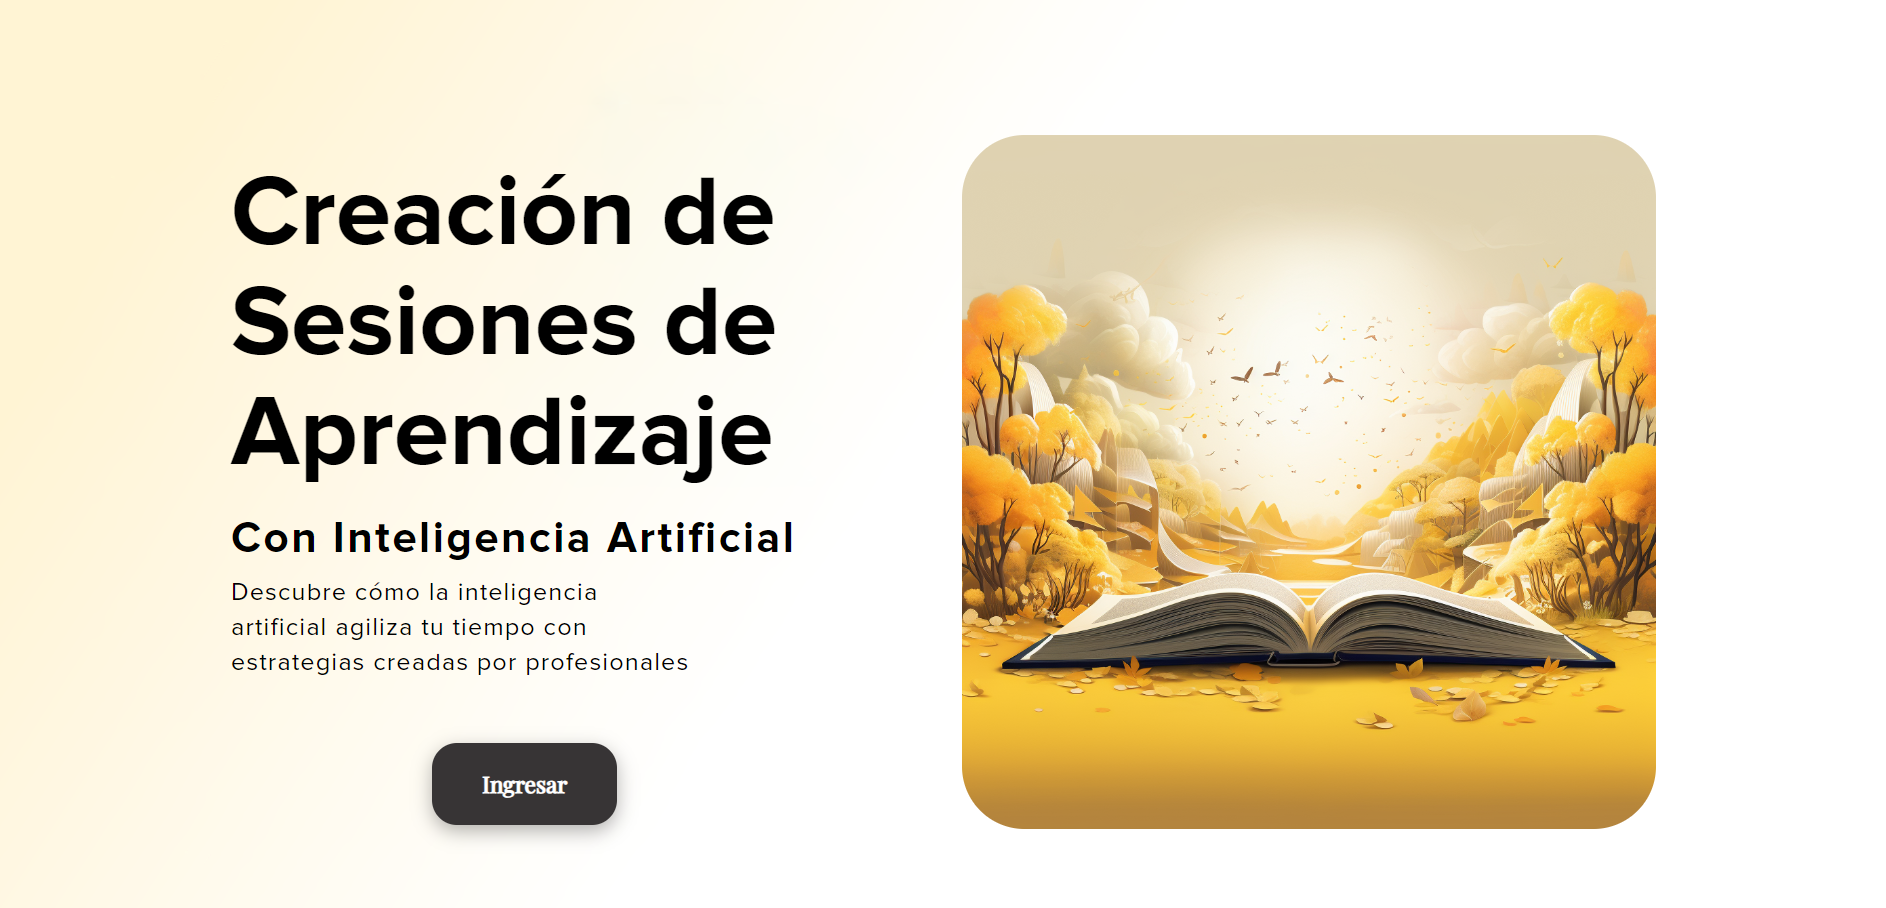 Creación de
Sesiones de
Aprendizaje
Con Inteligencia Artificial
Descubre cómo la inteligencia
artificial agiliza tu tiempo con
estrategias creadas por profesionales
Ingresar